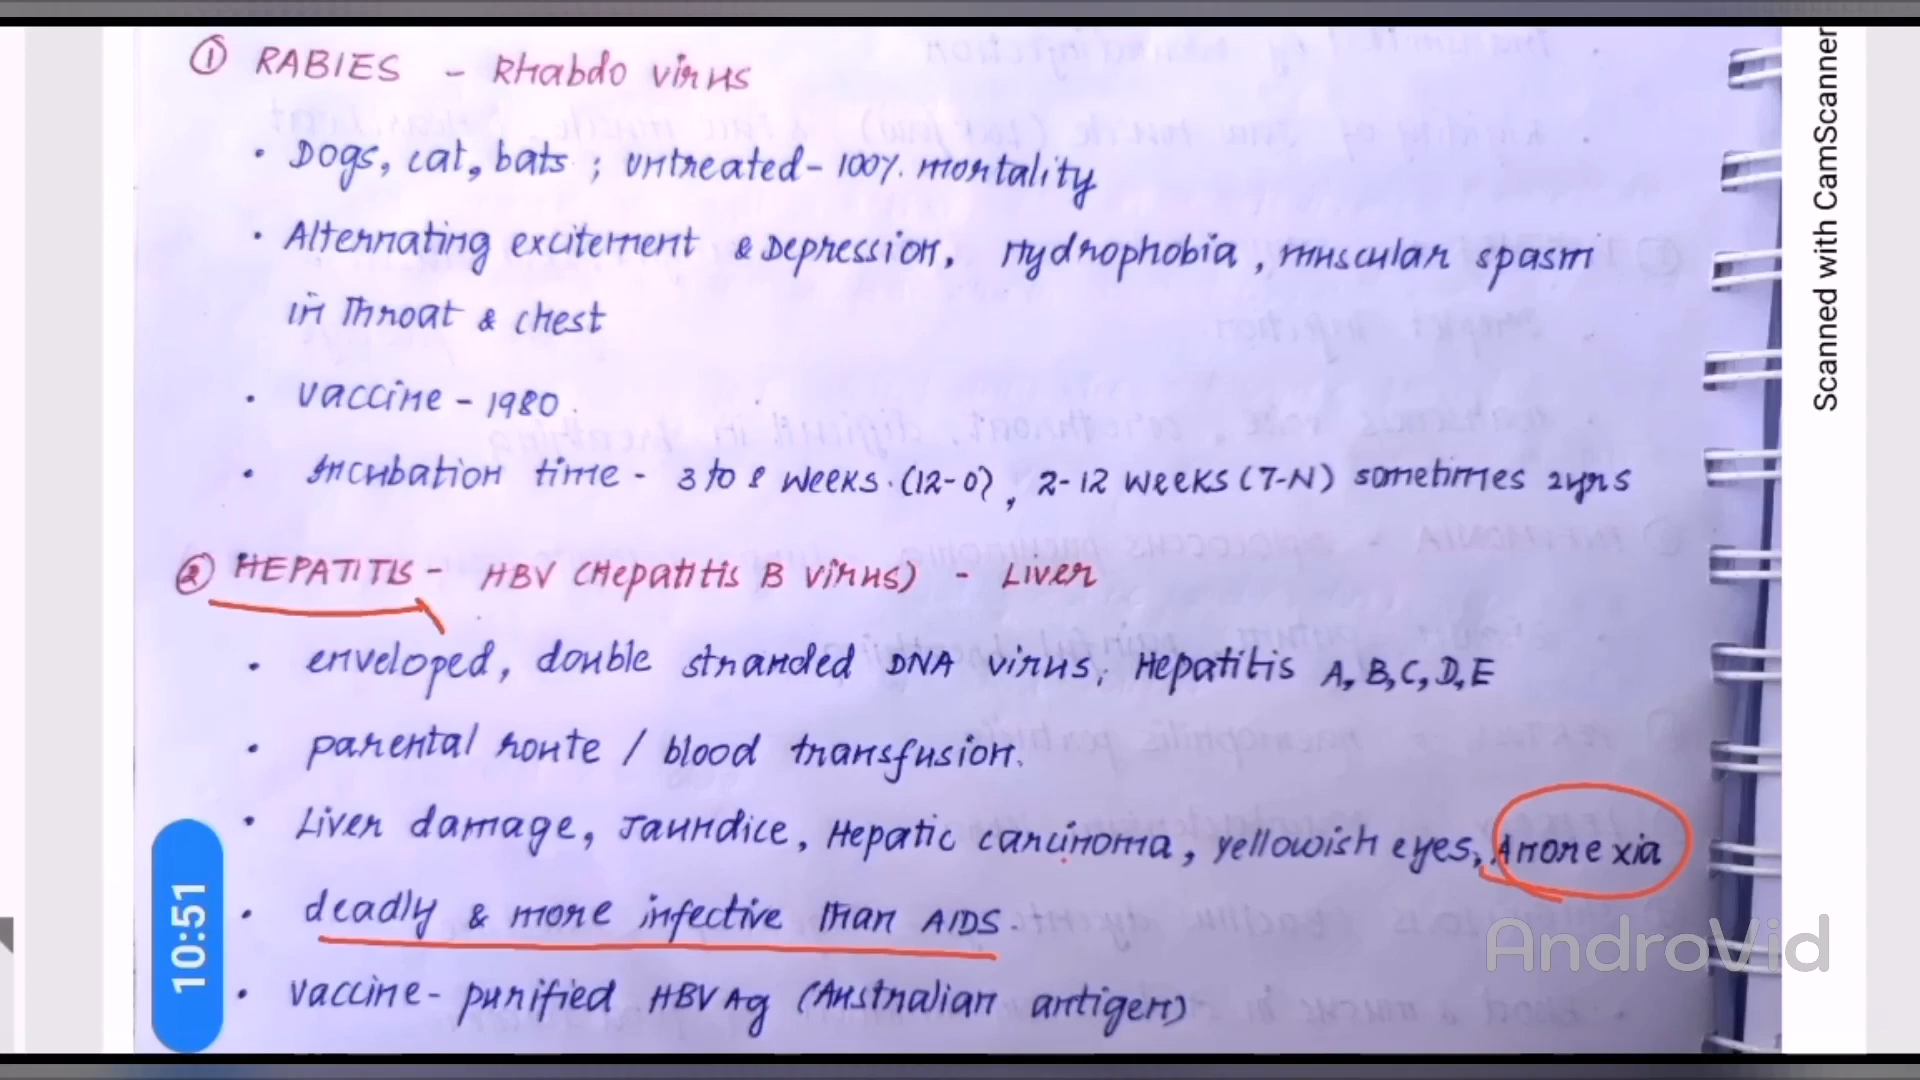 ① RABIES - Rhabdo virus
• Dogs, cat, bats ; untreated - 100% mortality
• Alternating excitement & Depression, Hydrophobia, muscular spasm
in Throat & chest
• vaccine - 1980.
• Incubation time - 3 to 8 weeks. (12-0), 2-12 weeks (7-N) sometimes 2yrs
② HEPATITIS - HBV (Hepatitis B virus) - Liver
• enveloped, double stranded DNA virus, Hepatitis A, B, C, D, E
• parental route / blood transfusion.
• Liver damage, Jaundice, Hepatic carcinoma, yellowish eyes, Anorexia
• deadly & more infective than AIDS.
• vaccine - purified HBV Ag (Australian antigen)
Scanned with CamScanner
10:51
AndroVid